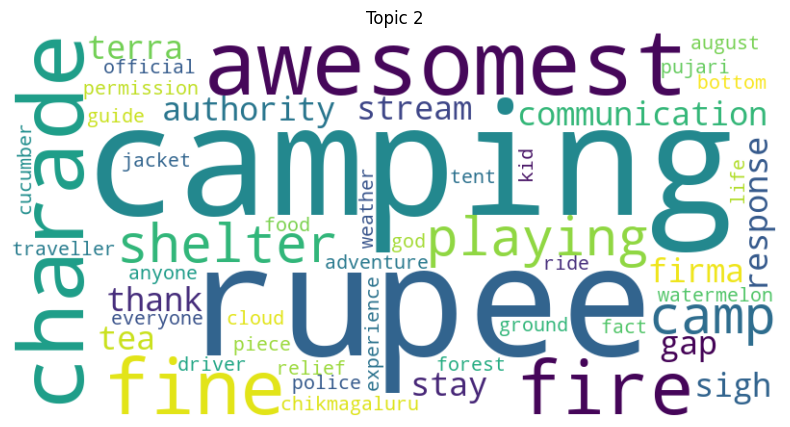 Topic 2
awesomest
august
terra
official
pujari
permission
bottom
charade
guide
authority
stream
communication
camping
jacket
cucumber
tent
kid
weather
life
response
shelter
food
god
playing
traveller
adventure
ride
firma
anyone
rupee
thank
watermelon
everyone
cloud
experience
ground
fact
camp
tea
piece
gap
driver
relief
forest
fine
police
stay
fire
sigh
chikmagaluru